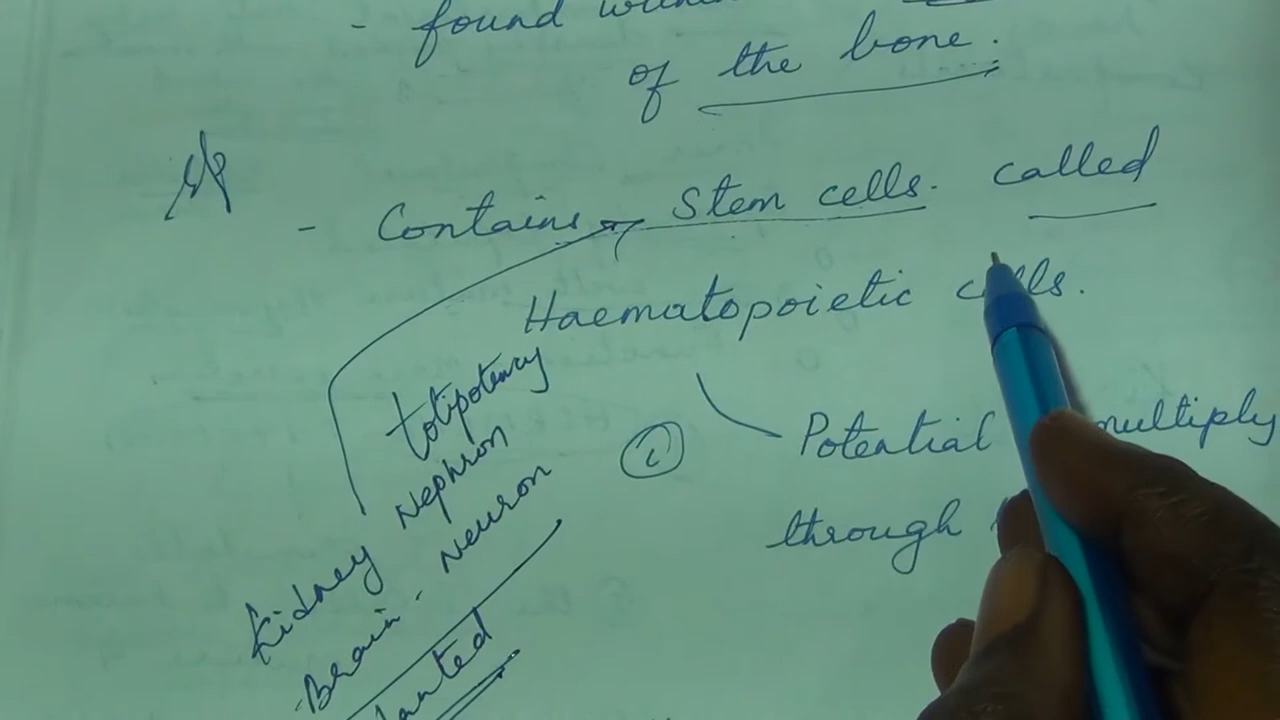 - found
of the bone.
- Contains Stem cells. called
Haematopoietic cells.
totipotency
Kidney Nephron
Brain - Neuron
i
Potential multiply
through